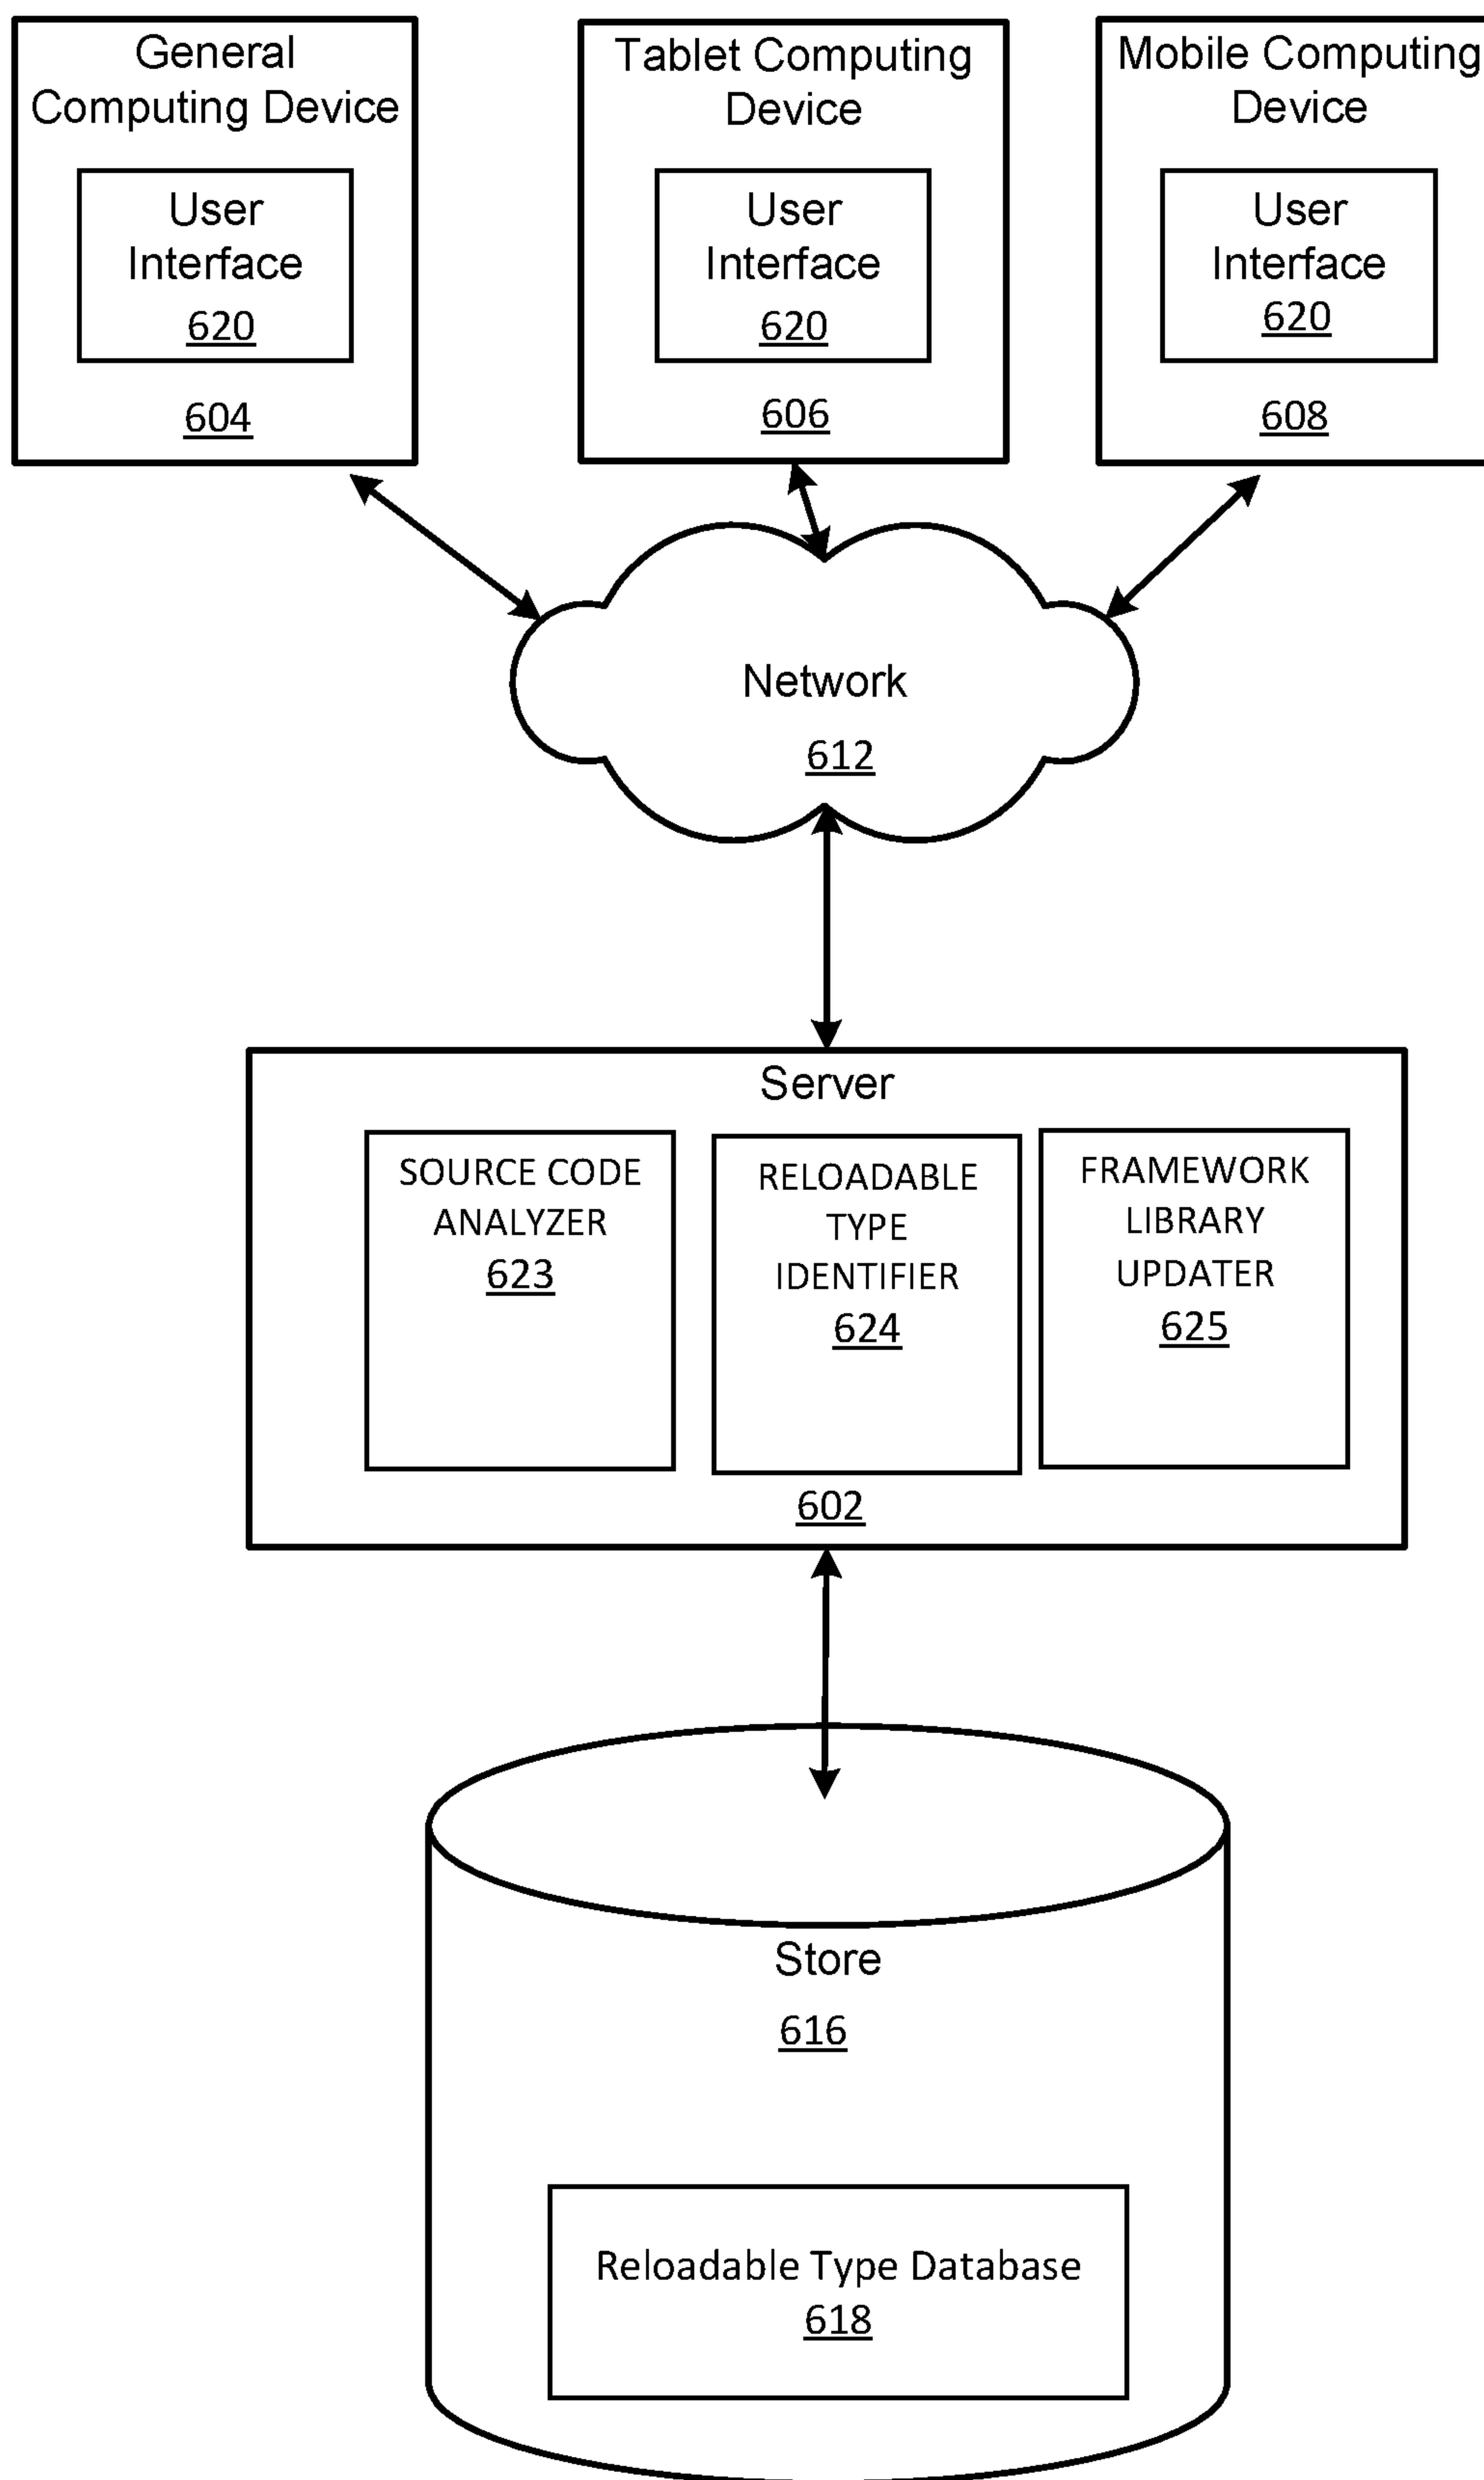 General
Computing Device
User
Interface
620
604
Tablet Computing
Device
User
Interface
620
606
Mobile Computing
Device
User
Interface
620
608
Network
612
Server
SOURCE CODE
ANALYZER
623
RELOADABLE
TYPE
IDENTIFIER
624
FRAMEWORK
LIBRARY
UPDATER
625
602
Store
616
Reloadable Type Database
618